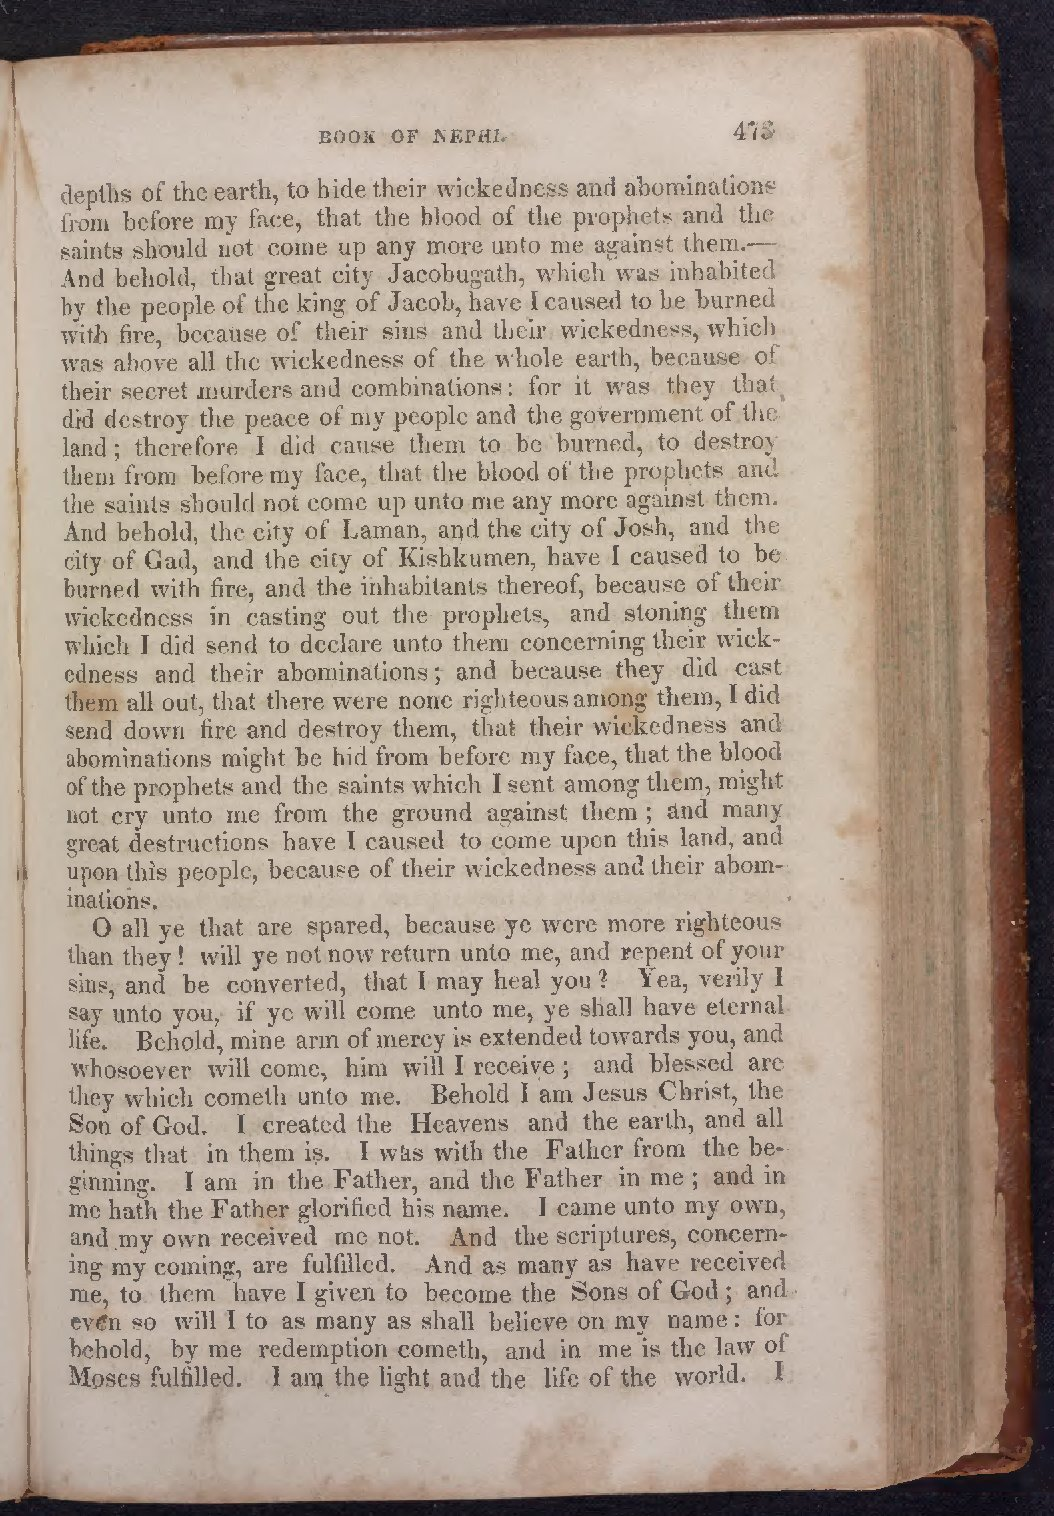 BOOK OF NEPHI. 473
depths of the earth, to hide their wickedness and abominations
from before my face, that the blood of the prophets and the
saints should not come up any more unto me against them.—
And behold, that great city Jacobugath, which was inhabited
by the people of the king of Jacob, have I caused to be burned
with fire, because of their sins and their wickedness, which
was above all the wickedness of the whole earth, because of
their secret murders and combinations: for it was they that
did destroy the peace of my people and the government of the
land; therefore I did cause them to be burned, to destroy
them from before my face, that the blood of the prophets and
the saints should not come up unto me any more against them.
And behold, the city of Laman, and the city of Josh, and the
city of Gad, and the city of Kishkumen, have I caused to be
burned with fire, and the inhabitants thereof, because of their
wickedness in casting out the prophets, and stoning them
which I did send to declare unto them concerning their wick-
edness and their abominations; and because they did cast
them all out, that there were none righteous among them, I did
send down fire and destroy them, that their wickedness and
abominations might be hid from before my face, that the blood
of the prophets and the saints which I sent among them, might
not cry unto me from the ground against them; and many
great destructions have I caused to come upon this land, and
upon this people, because of their wickedness and their abom-
inations.
O all ye that are spared, because ye were more righteous
than they! will ye not now return unto me, and repent of your
sins, and be converted, that I may heal you? Yea, verily I
say unto you, if ye will come unto me, ye shall have eternal
life. Behold, mine arm of mercy is extended towards you, and
whosoever will come, him will I receive; and blessed are
they which cometh unto me. Behold I am Jesus Christ, the
Son of God. I created the Heavens and the earth, and all
things that in them is. I was with the Father from the be-
ginning. I am in the Father, and the Father in me; and in
me hath the Father glorified his name. I came unto my own,
and my own received me not. And the scriptures, concern-
ing my coming, are fulfilled. And as many as have received
me, to them have I given to become the Sons of God; and
even so will I to as many as shall believe on my name: for
behold, by me redemption cometh, and in me is the law of
Moses fulfilled. I am the light and the life of the world. I